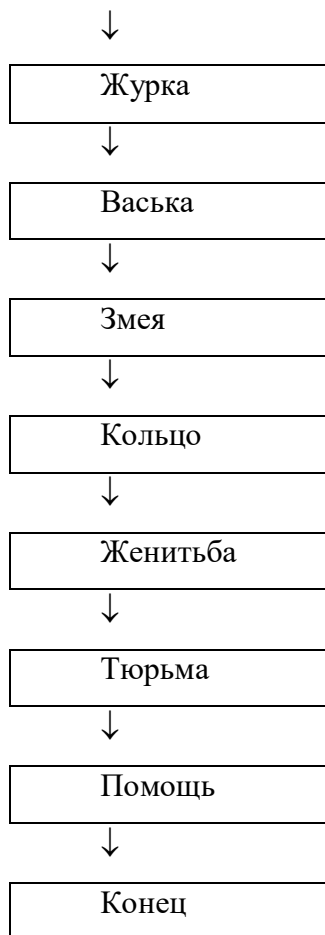 ↓
Журка
↓
Васька
↓
Змея
↓
Кольцо
↓
Женитьба
↓
Тюрьма
↓
Помощь
↓
Конец